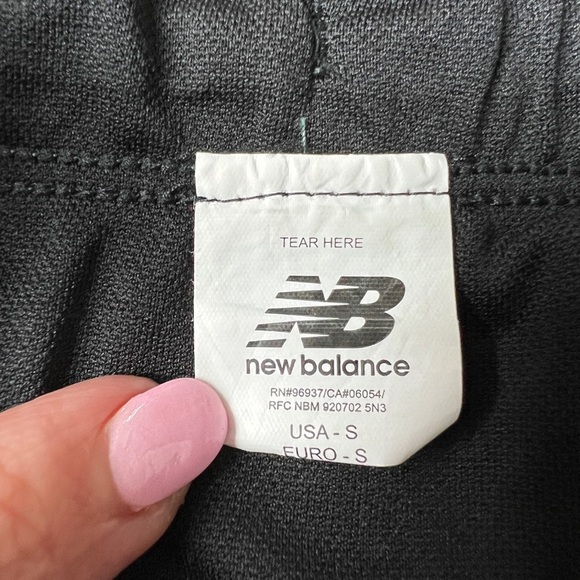 TEAR HERE
NB
new balance
RN#96937/CA#06054/
RFC NBM 920702 5N3
USA - S
EURO - S